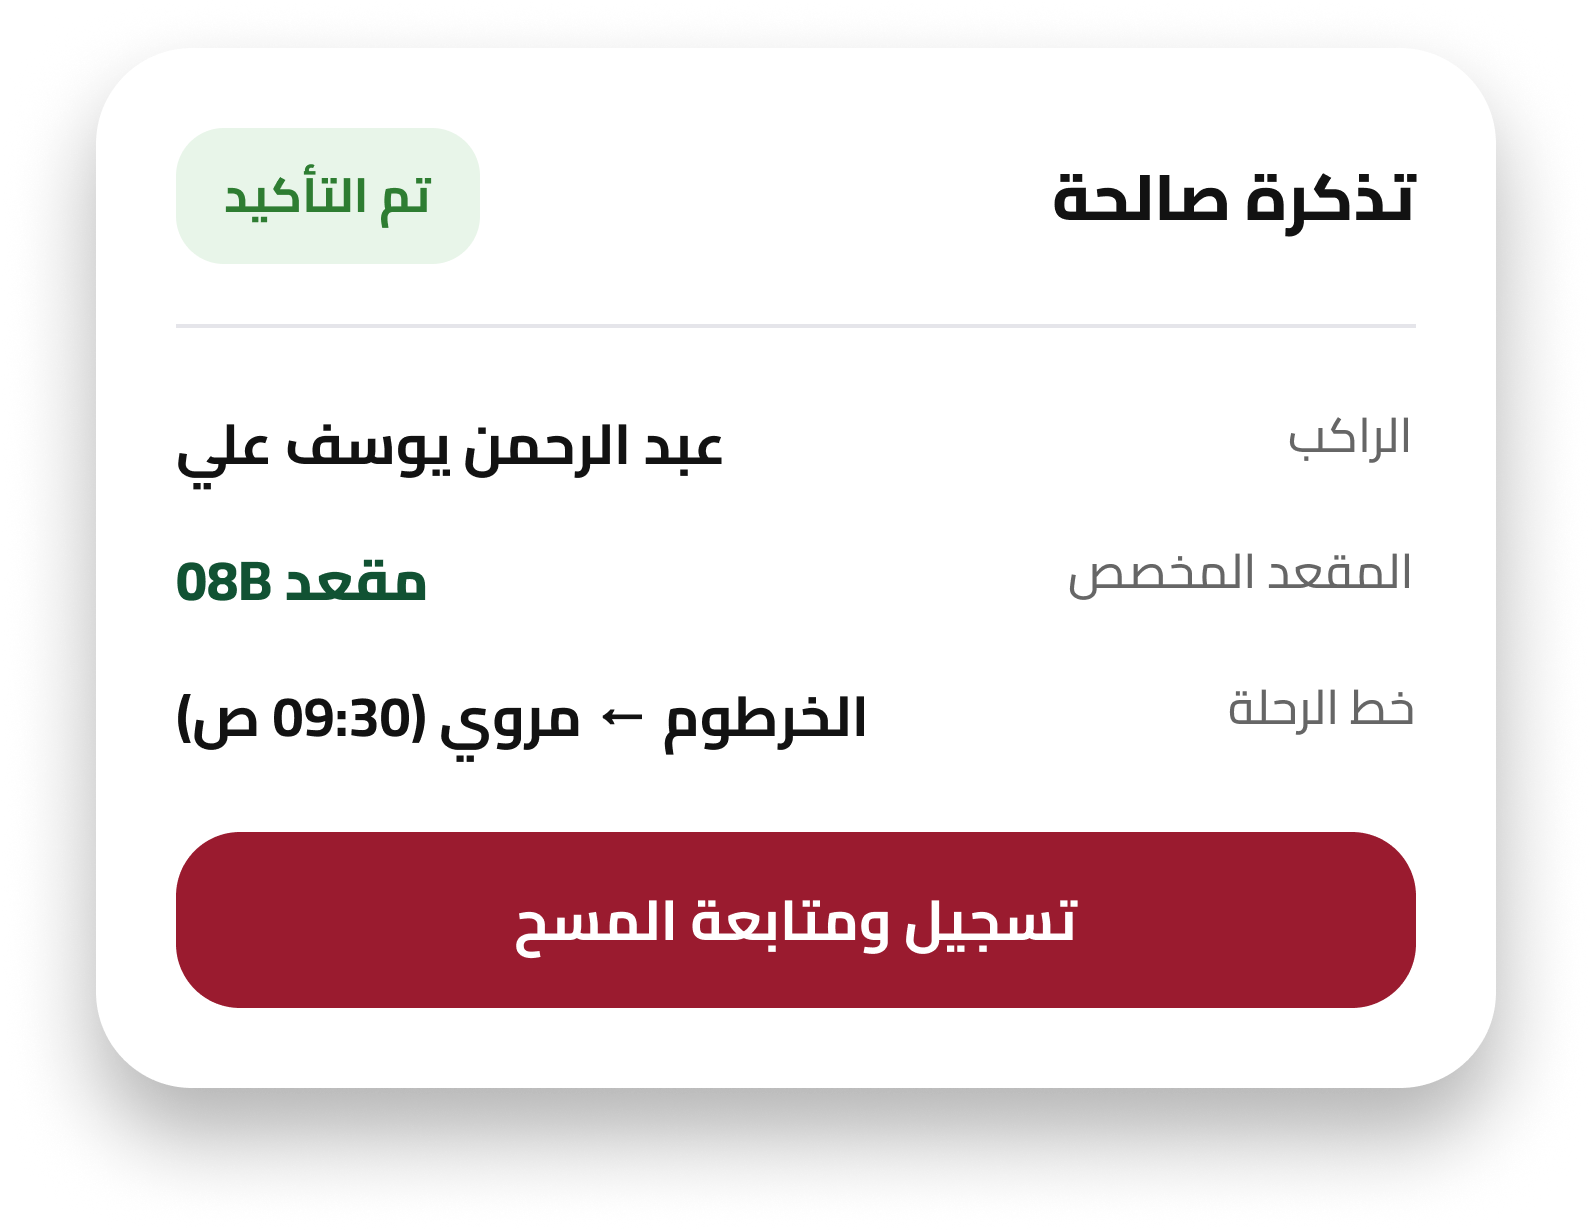 تذكرة صالحة
تم التأكيد
الراكب
عبد الرحمن يوسف علي
المقعد المخصص
مقعد 08B
خط الرحلة
الخرطوم ← مروي (09:30 ص)
تسجيل ومتابعة المسح